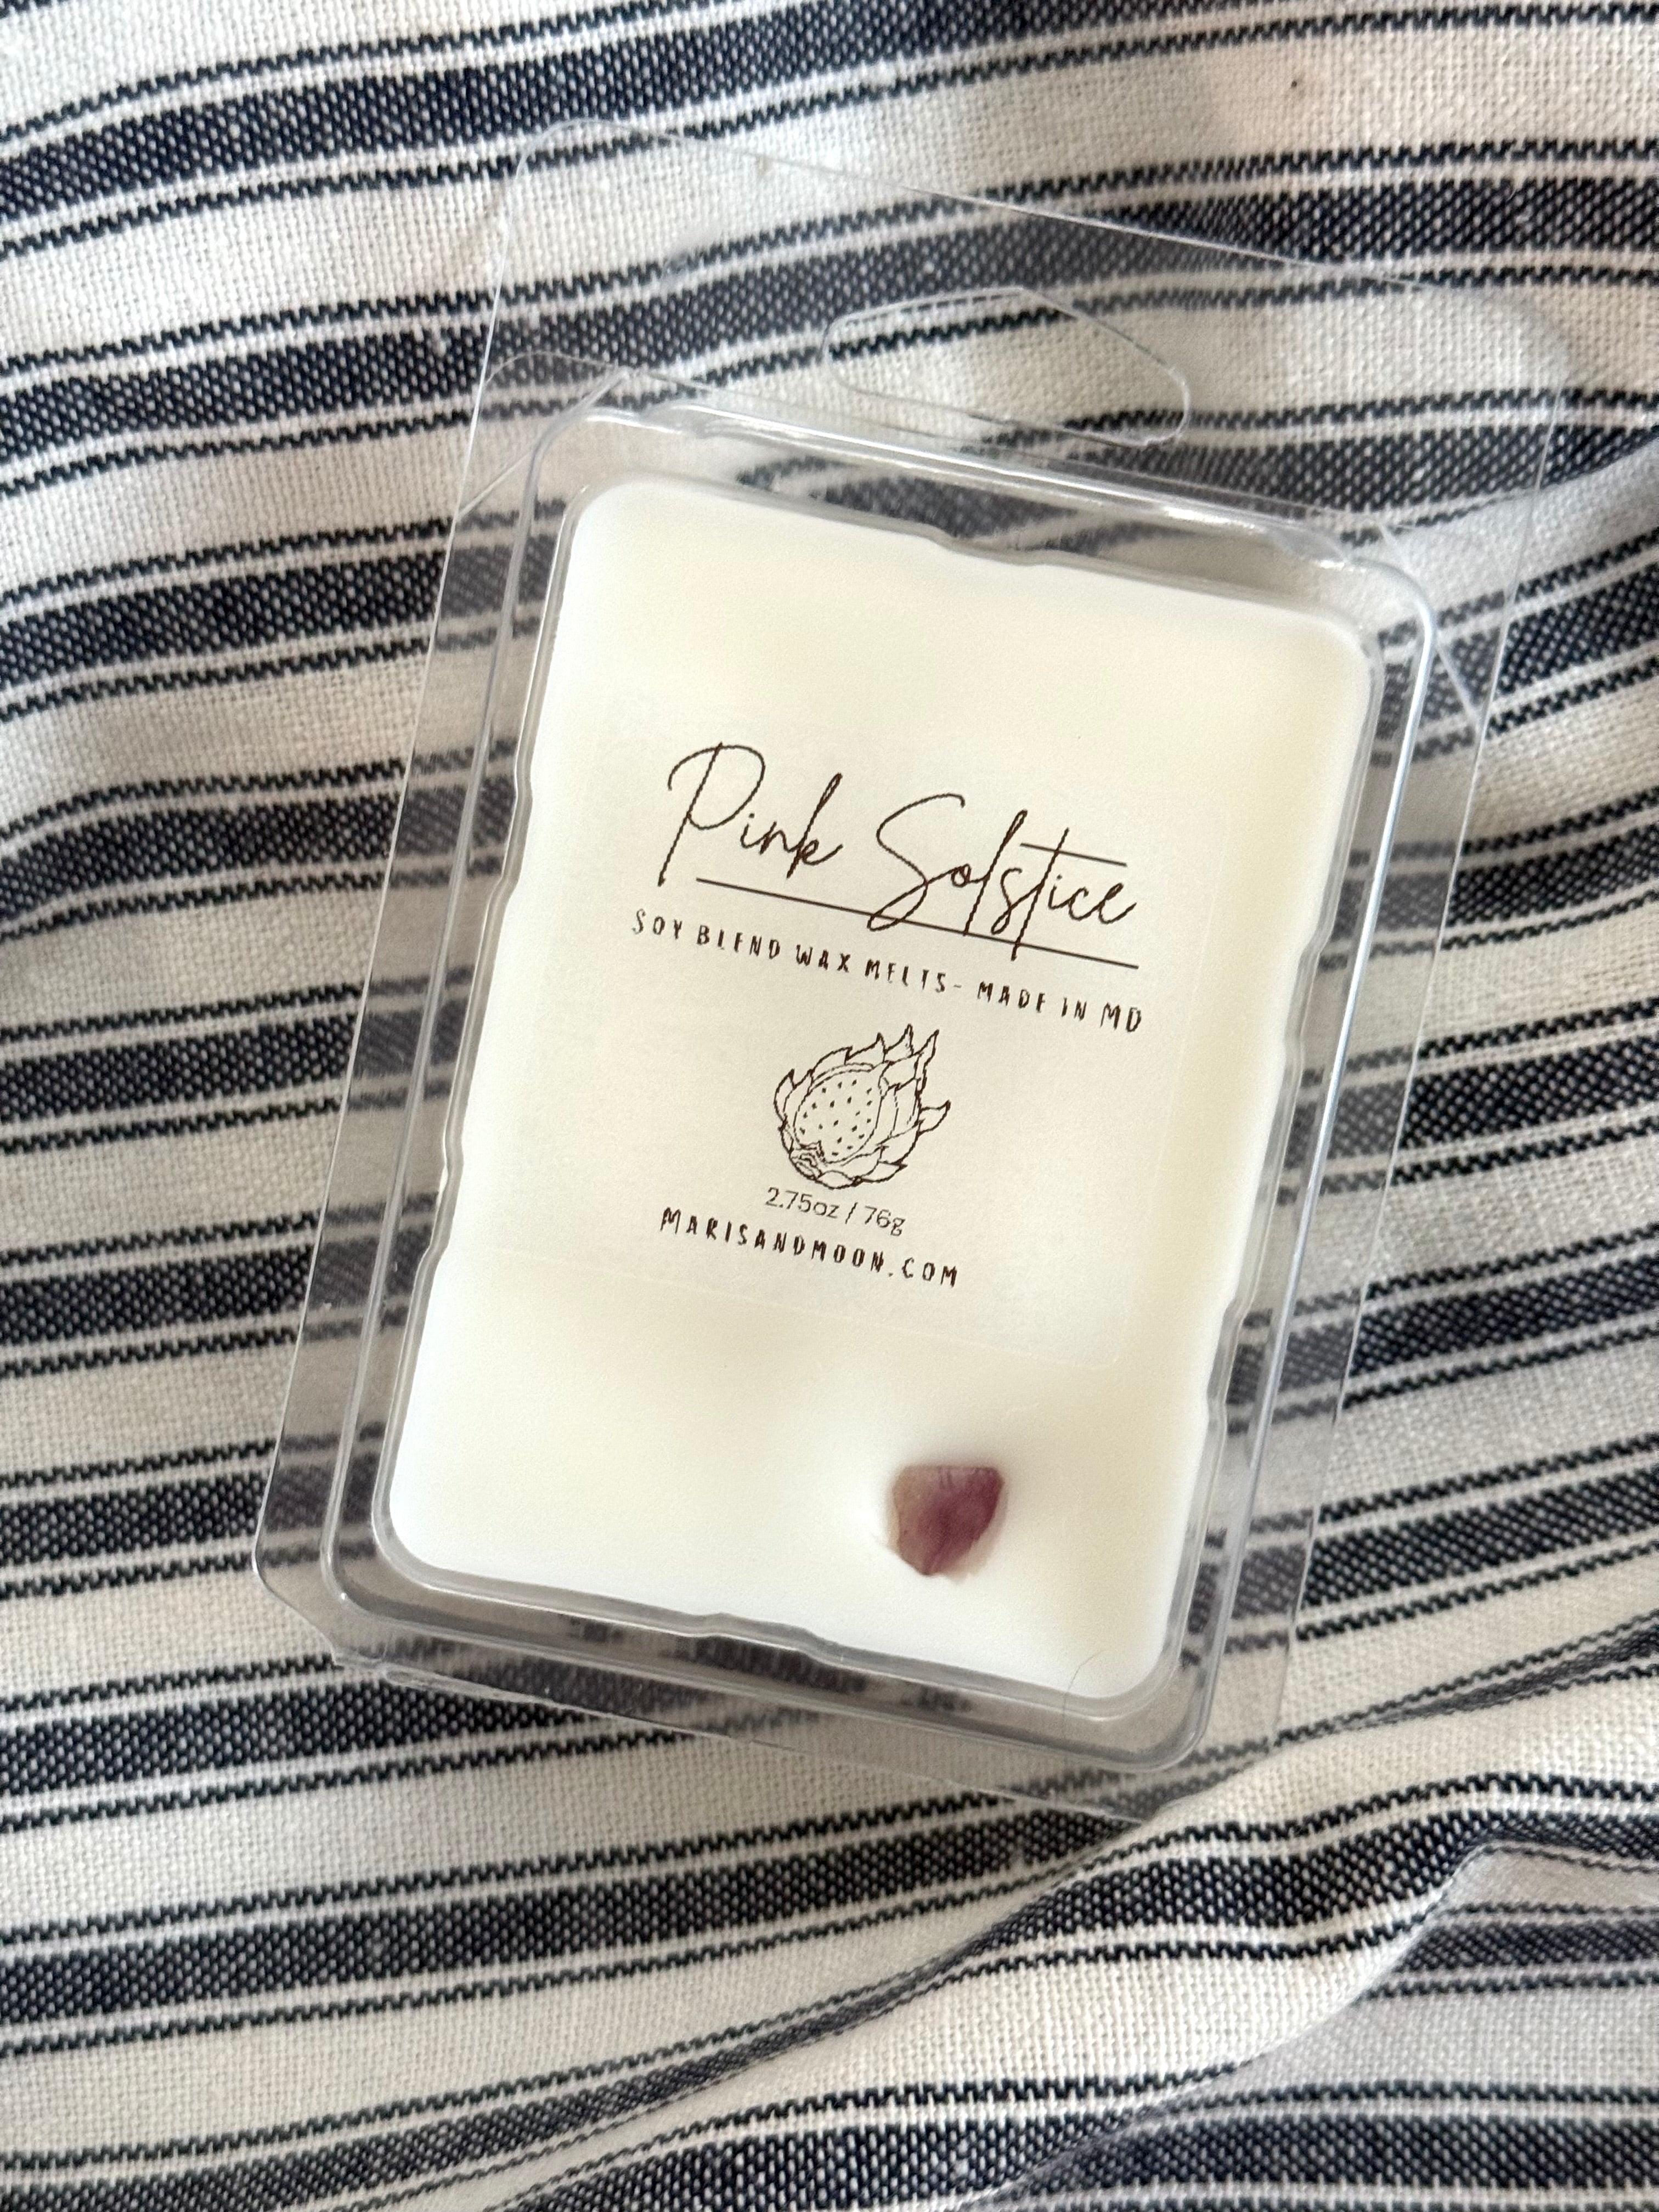 Pink Solstice
SOY BLEND WAX MELTS- MADE IN MD
2.75oz / 76g
MARISANDMOON.COM